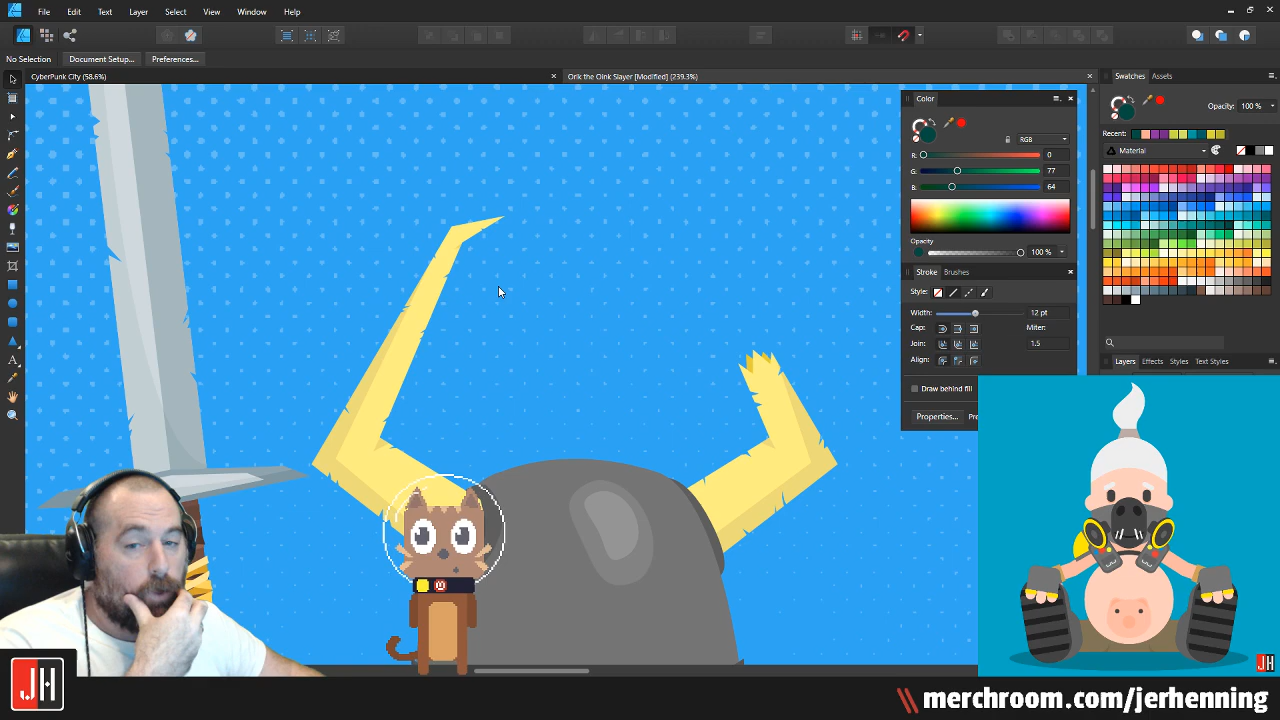 File Edit Text Layer Select View Window Help
No Selection Document Setup... Preferences...
CyberPunk City (58.6%)
Orik the Oink Slayer [Modified] (239.3%)
Color
RGB
R: 0
G: 77
B: 64
Opacity
100 %
Stroke Brushes
Style:
Width: 12 pt
Cap: Miter:
Join: 1.5
Align:
Draw behind fill
Properties...
Swatches Assets
Opacity: 100 %
Recent:
Material
Layers Effects Styles Text Styles
JH
JH
\\ merchroom.com/jerhenning